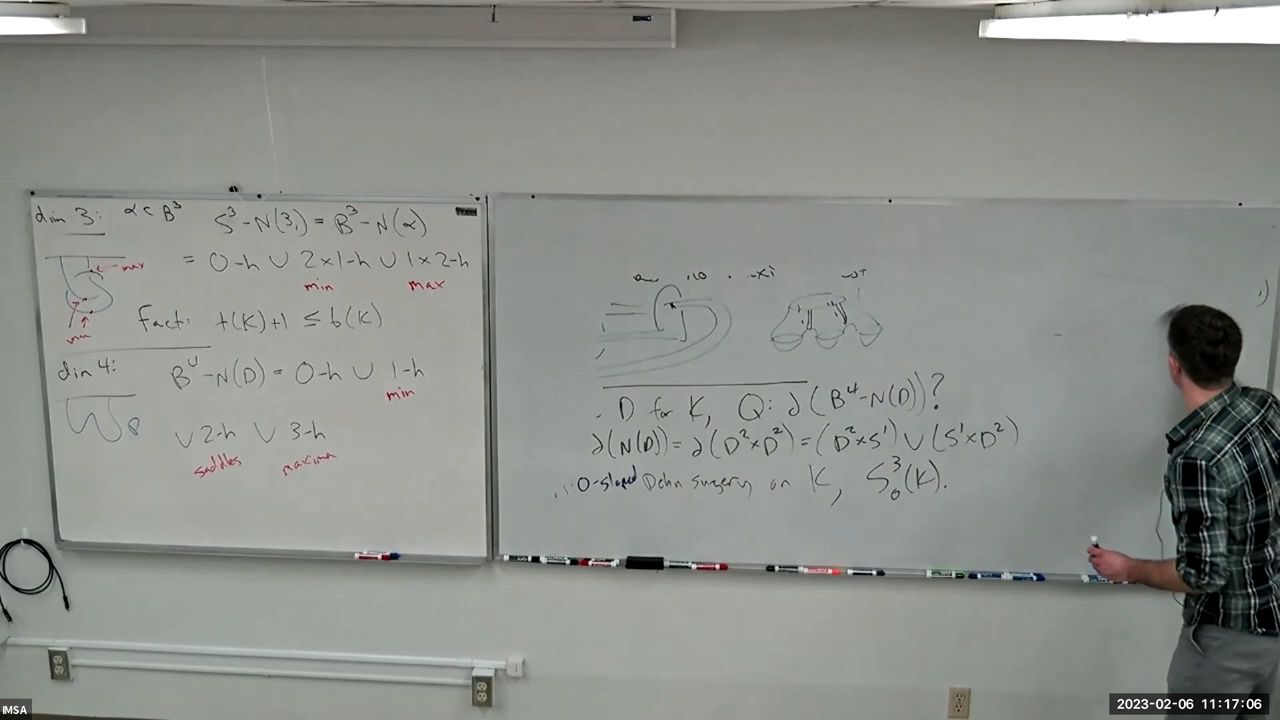 dim 3: α ⊂ B³ S³-N(3₁) = B³-N(α)
= 0-h ∪ 2×1-h ∪ 1×2-h
max
min max
Fact: t(K)+1 ≤ b(K)
min
dim 4: B⁴-N(D) = 0-h ∪ 1-h
min
∪ 2-h ∪ 3-h
saddles maxima
D for K, Q: ∂(B⁴-N(D))?
∂(N(D)) = ∂(D²×D²) = (D²×S¹) ∪ (S¹×D²)
∴ 0-sloped Dehn surgery on K, S³₀(K).
IMSA
2023-02-06 11:17:06